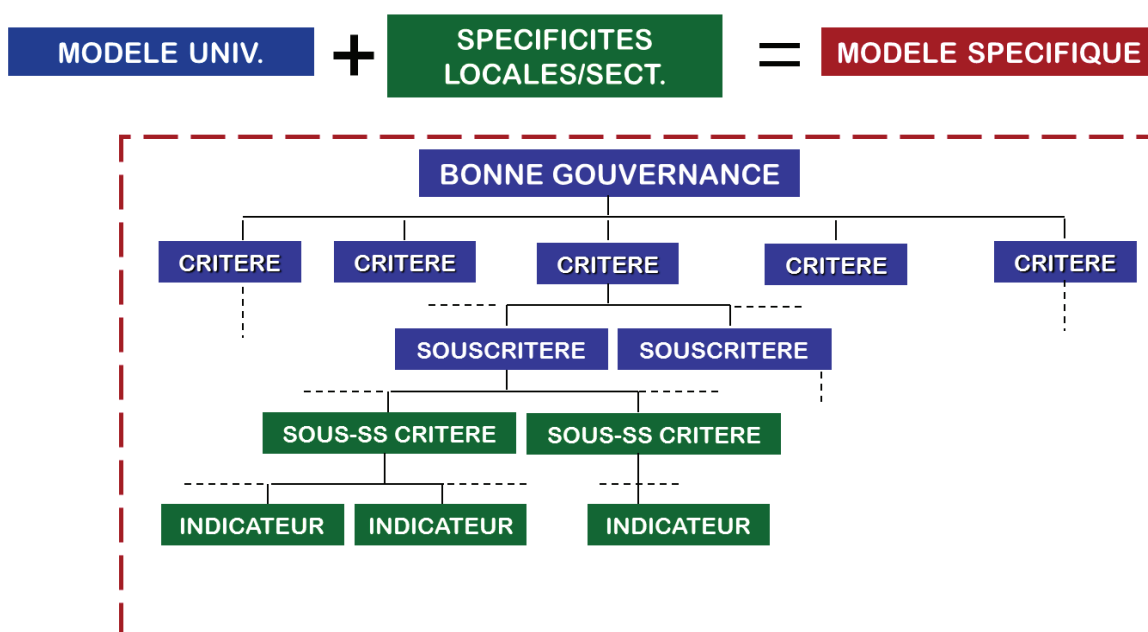 MODELE UNIV.
+
SPECIFICITES
LOCALES/SECT.
=
MODELE SPECIFIQUE
BONNE GOUVERNANCE
CRITERE
CRITERE
CRITERE
CRITERE
CRITERE
SOUSCRITERE
SOUSCRITERE
SOUS-SS CRITERE
SOUS-SS CRITERE
INDICATEUR
INDICATEUR
INDICATEUR